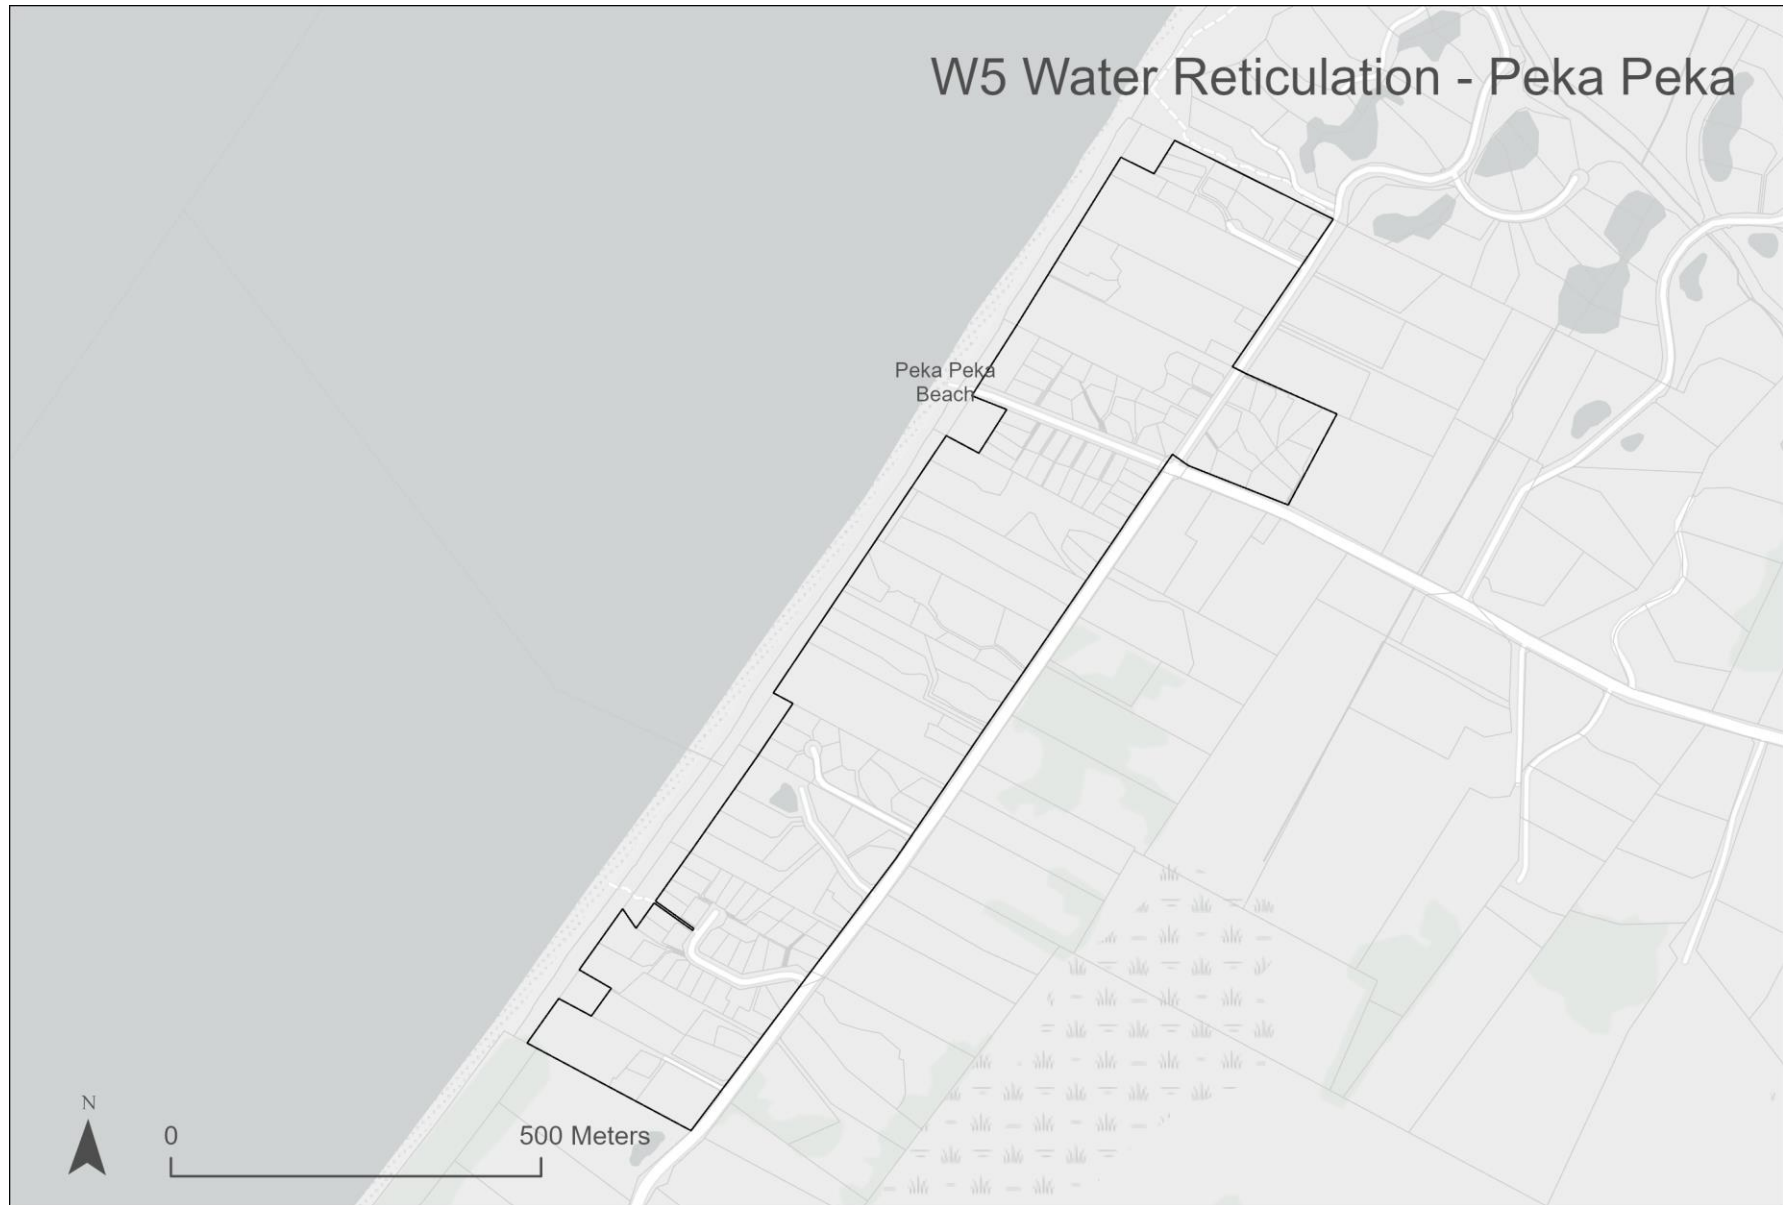 W5 Water Reticulation - Peka Peka
Peka Peka
Beach
N
0
500 Meters